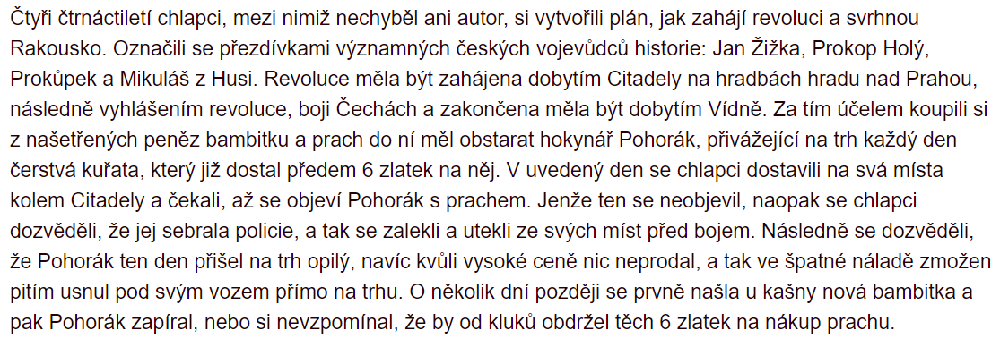 Čtyři čtrnáctiletí chlapci, mezi nimiž nechyběl ani autor, si vytvořili plán, jak zahájí revoluci a svrhnou
Rakousko. Označili se přezdívkami významných českých vojevůdců historie: Jan Žižka, Prokop Holý,
Prokůpek a Mikuláš z Husi. Revoluce měla být zahájena dobytím Citadely na hradbách hradu nad Prahou,
následně vyhlášením revoluce, boji Čechách a zakončena měla být dobytím Vídně. Za tím účelem koupili si
z našetřených peněz bambitku a prach do ní měl obstarat hokynář Pohorák, přivážející na trh každý den
čerstvá kuřata, který již dostal předem 6 zlatek na něj. V uvedený den se chlapci dostavili na svá místa
kolem Citadely a čekali, až se objeví Pohorák s prachem. Jenže ten se neobjevil, naopak se chlapci
dozvěděli, že jej sebrala policie, a tak se zalekli a utekli ze svých míst před bojem. Následně se dozvěděli,
že Pohorák ten den přišel na trh opilý, navíc kvůli vysoké ceně nic neprodal, a tak ve špatné náladě zmožen
pitím usnul pod svým vozem přímo na trhu. O několik dní později se prvně našla u kašny nová bambitka a
pak Pohorák zapíral, nebo si nevzpomínal, že by od kluků obdržel těch 6 zlatek na nákup prachu.